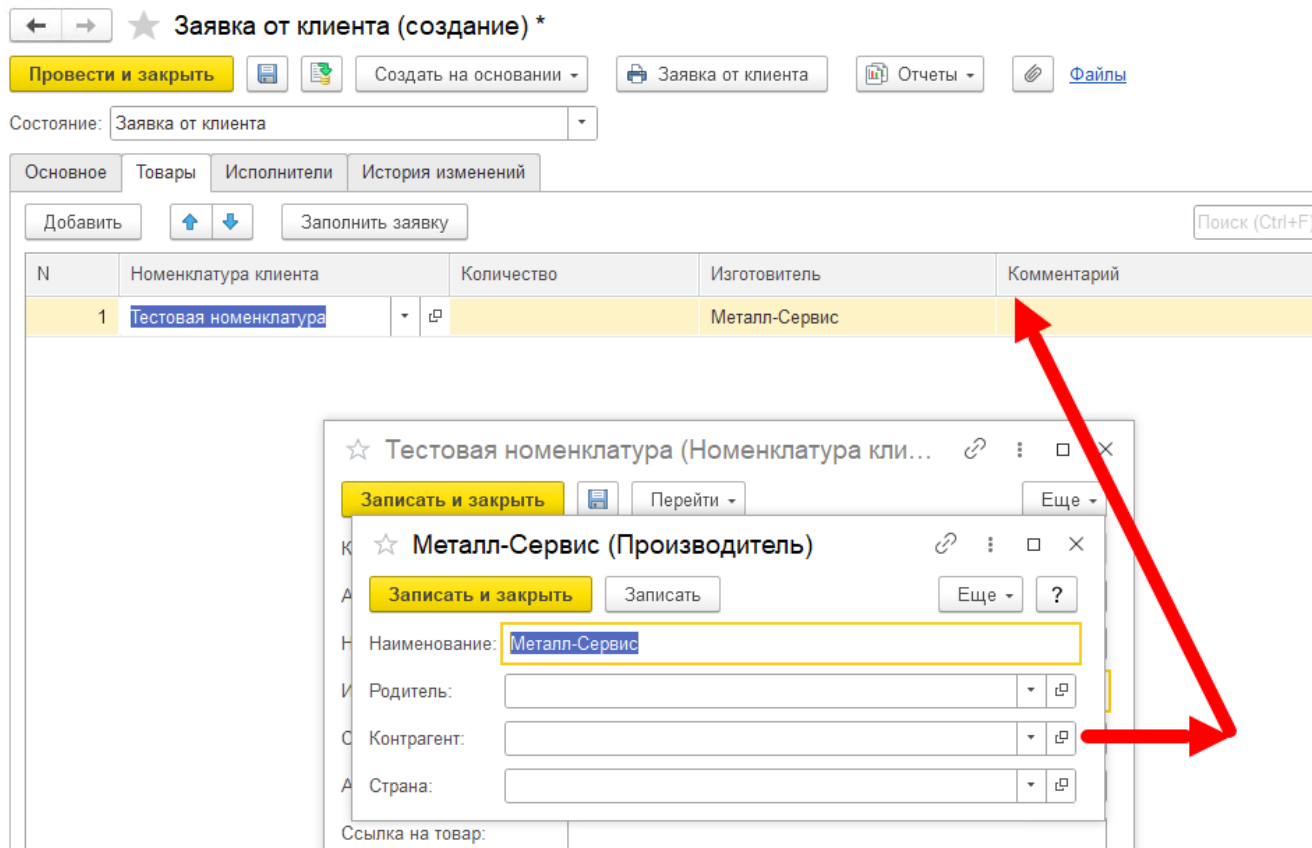 Заявка от клиента (создание) *
Провести и закрыть Создать на основании Заявка от клиента Отчеты Файлы
Состояние: Заявка от клиента
Основное Товары Исполнители История изменений
Добавить Заполнить заявку Поиск (Ctrl+F)
N Номенклатура клиента Количество Изготовитель Комментарий
1 Тестовая номенклатура Металл-Сервис
Тестовая номенклатура (Номенклатура кли...
Записать и закрыть Перейти Еще
К
Металл-Сервис (Производитель)
А
Записать и закрыть Записать Еще ?
Н
Наименование: Металл-Сервис
И
Родитель:
С
Контрагент:
А
Страна:
Ссылка на товар: